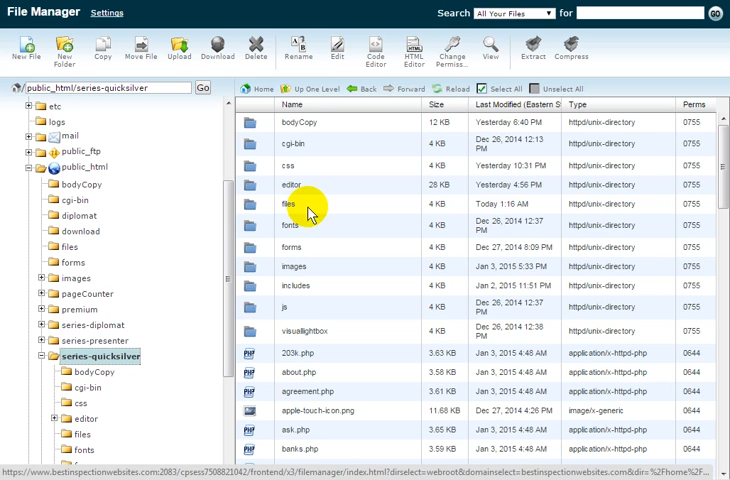 File Manager Settings Search All Your Files for GO
New File New Folder Copy Move File Upload Download Delete Rename Edit Code Editor HTML Editor Change Permiss... View Extract Compress
/public_html/series-quicksilver Go Home Up One Level Back Forward Reload Select All Unselect All
etc
logs
mail
public_ftp
public_html
bodyCopy
cgi-bin
diplomat
download
files
forms
images
pageCounter
premium
series-diplomat
series-presenter
series-quicksilver
bodyCopy
cgi-bin
css
editor
files
fonts
Name Size Last Modified (Eastern S Type Perms
bodyCopy 12 KB Yesterday 6:40 PM httpd/unix-directory 0755
cgi-bin 4 KB Dec 26, 2014 12:13 PM httpd/unix-directory 0755
css 4 KB Yesterday 10:31 PM httpd/unix-directory 0755
editor 28 KB Yesterday 4:56 PM httpd/unix-directory 0755
files 4 KB Today 1:16 AM httpd/unix-directory 0755
fonts 4 KB Dec 26, 2014 12:37 PM httpd/unix-directory 0755
forms 4 KB Dec 27, 2014 8:09 PM httpd/unix-directory 0755
images 4 KB Jan 3, 2015 5:33 PM httpd/unix-directory 0755
includes 4 KB Jan 2, 2015 11:51 PM httpd/unix-directory 0755
js 4 KB Dec 26, 2014 12:37 PM httpd/unix-directory 0755
visuallightbox 4 KB Dec 26, 2014 12:38 PM httpd/unix-directory 0755
203k.php 3.63 KB Jan 3, 2015 4:48 AM application/x-httpd-php 0644
about.php 3.58 KB Jan 3, 2015 4:48 AM application/x-httpd-php 0644
agreement.php 3.61 KB Jan 3, 2015 4:48 AM application/x-httpd-php 0644
apple-touch-icon.png 11.68 KB Dec 27, 2014 4:26 PM image/x-generic 0644
ask.php 3.65 KB Jan 3, 2015 4:48 AM application/x-httpd-php 0644
banks.php 3.59 KB Jan 3, 2015 4:48 AM application/x-httpd-php 0644
https://www.bestinspectionwebsites.com:2083/cpsess7508821042/frontend/x3/filemanager/index.html?dirselect=webroot&domainselect=bestinspectionwebsites.com&dir=%2Fhome%2F...